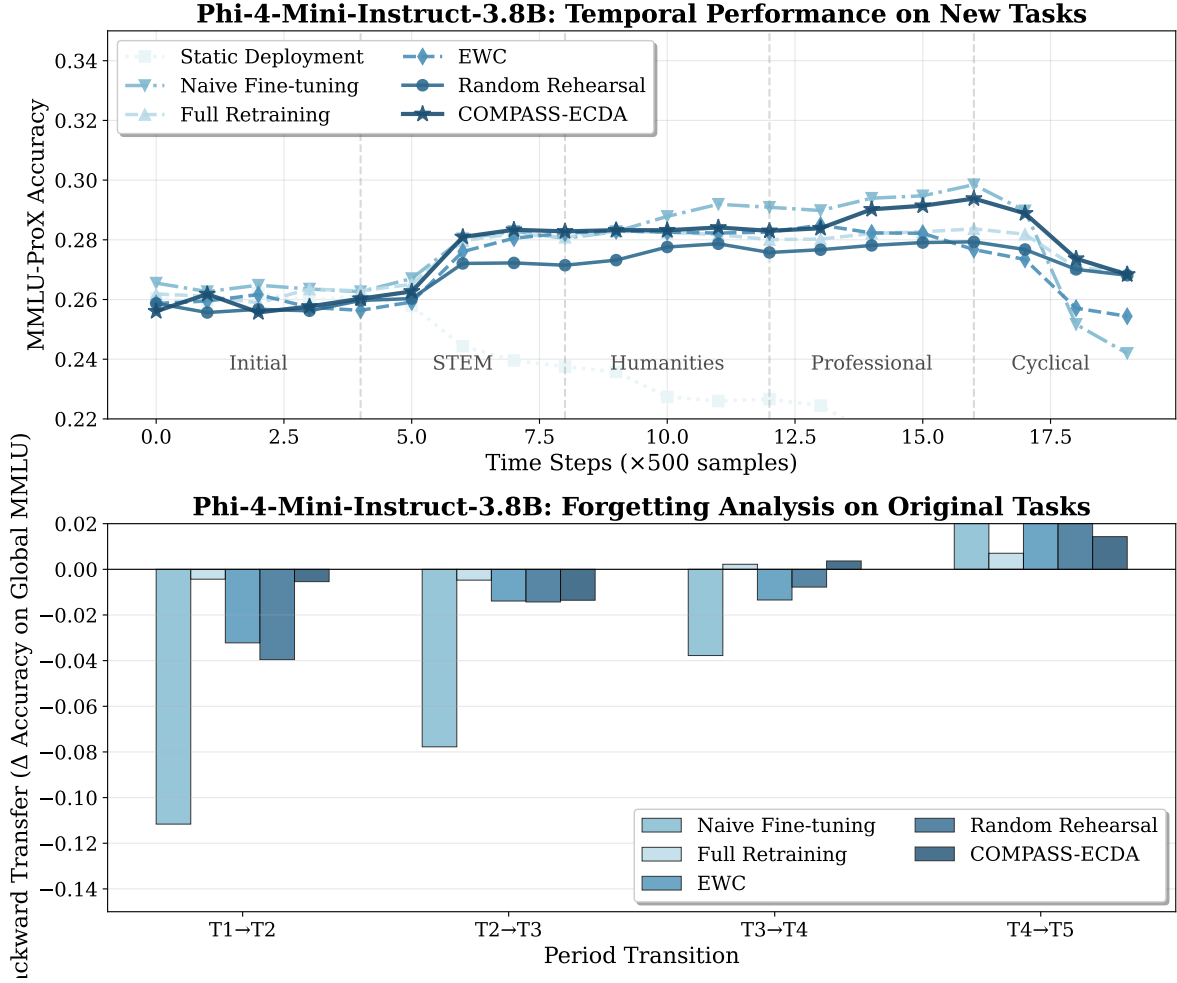 Phi-4-Mini-Instruct-3.8B: Temporal Performance on New Tasks
MMLU-ProX Accuracy
0.34
0.32
0.30
0.28
0.26
0.24
0.22
Static Deployment
Naive Fine-tuning
Full Retraining
EWC
Random Rehearsal
COMPASS-ECDA
Initial
STEM
Humanities
Professional
Cyclical
0.0
2.5
5.0
7.5
10.0
12.5
15.0
17.5
Time Steps (×500 samples)
Phi-4-Mini-Instruct-3.8B: Forgetting Analysis on Original Tasks
ackward Transfer (Δ Accuracy on Global MMLU)
0.02
0.00
−0.02
−0.04
−0.06
−0.08
−0.10
−0.12
−0.14
Naive Fine-tuning
Full Retraining
EWC
Random Rehearsal
COMPASS-ECDA
T1→T2
T2→T3
T3→T4
T4→T5
Period Transition